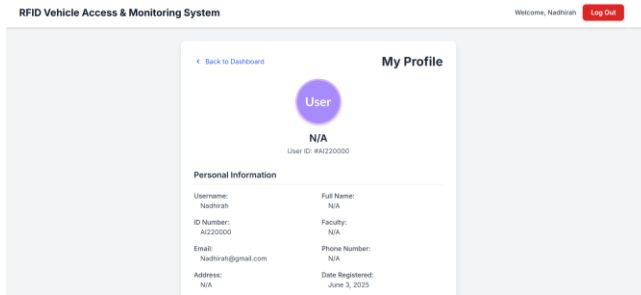 RFID Vehicle Access & Monitoring System
Welcome, Nadhirah
Log Out
Back to Dashboard
My Profile
User
N/A
User ID: #AI220000
Personal Information
Username:
Nadhirah
Full Name:
N/A
ID Number:
AI220000
Faculty:
N/A
Email:
Nadhirah@gmail.com
Phone Number:
N/A
Address:
N/A
Date Registered:
June 3, 2025